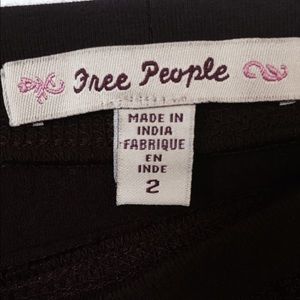 Free People
MADE IN
INDIA
FABRIQUE
EN
INDE
2